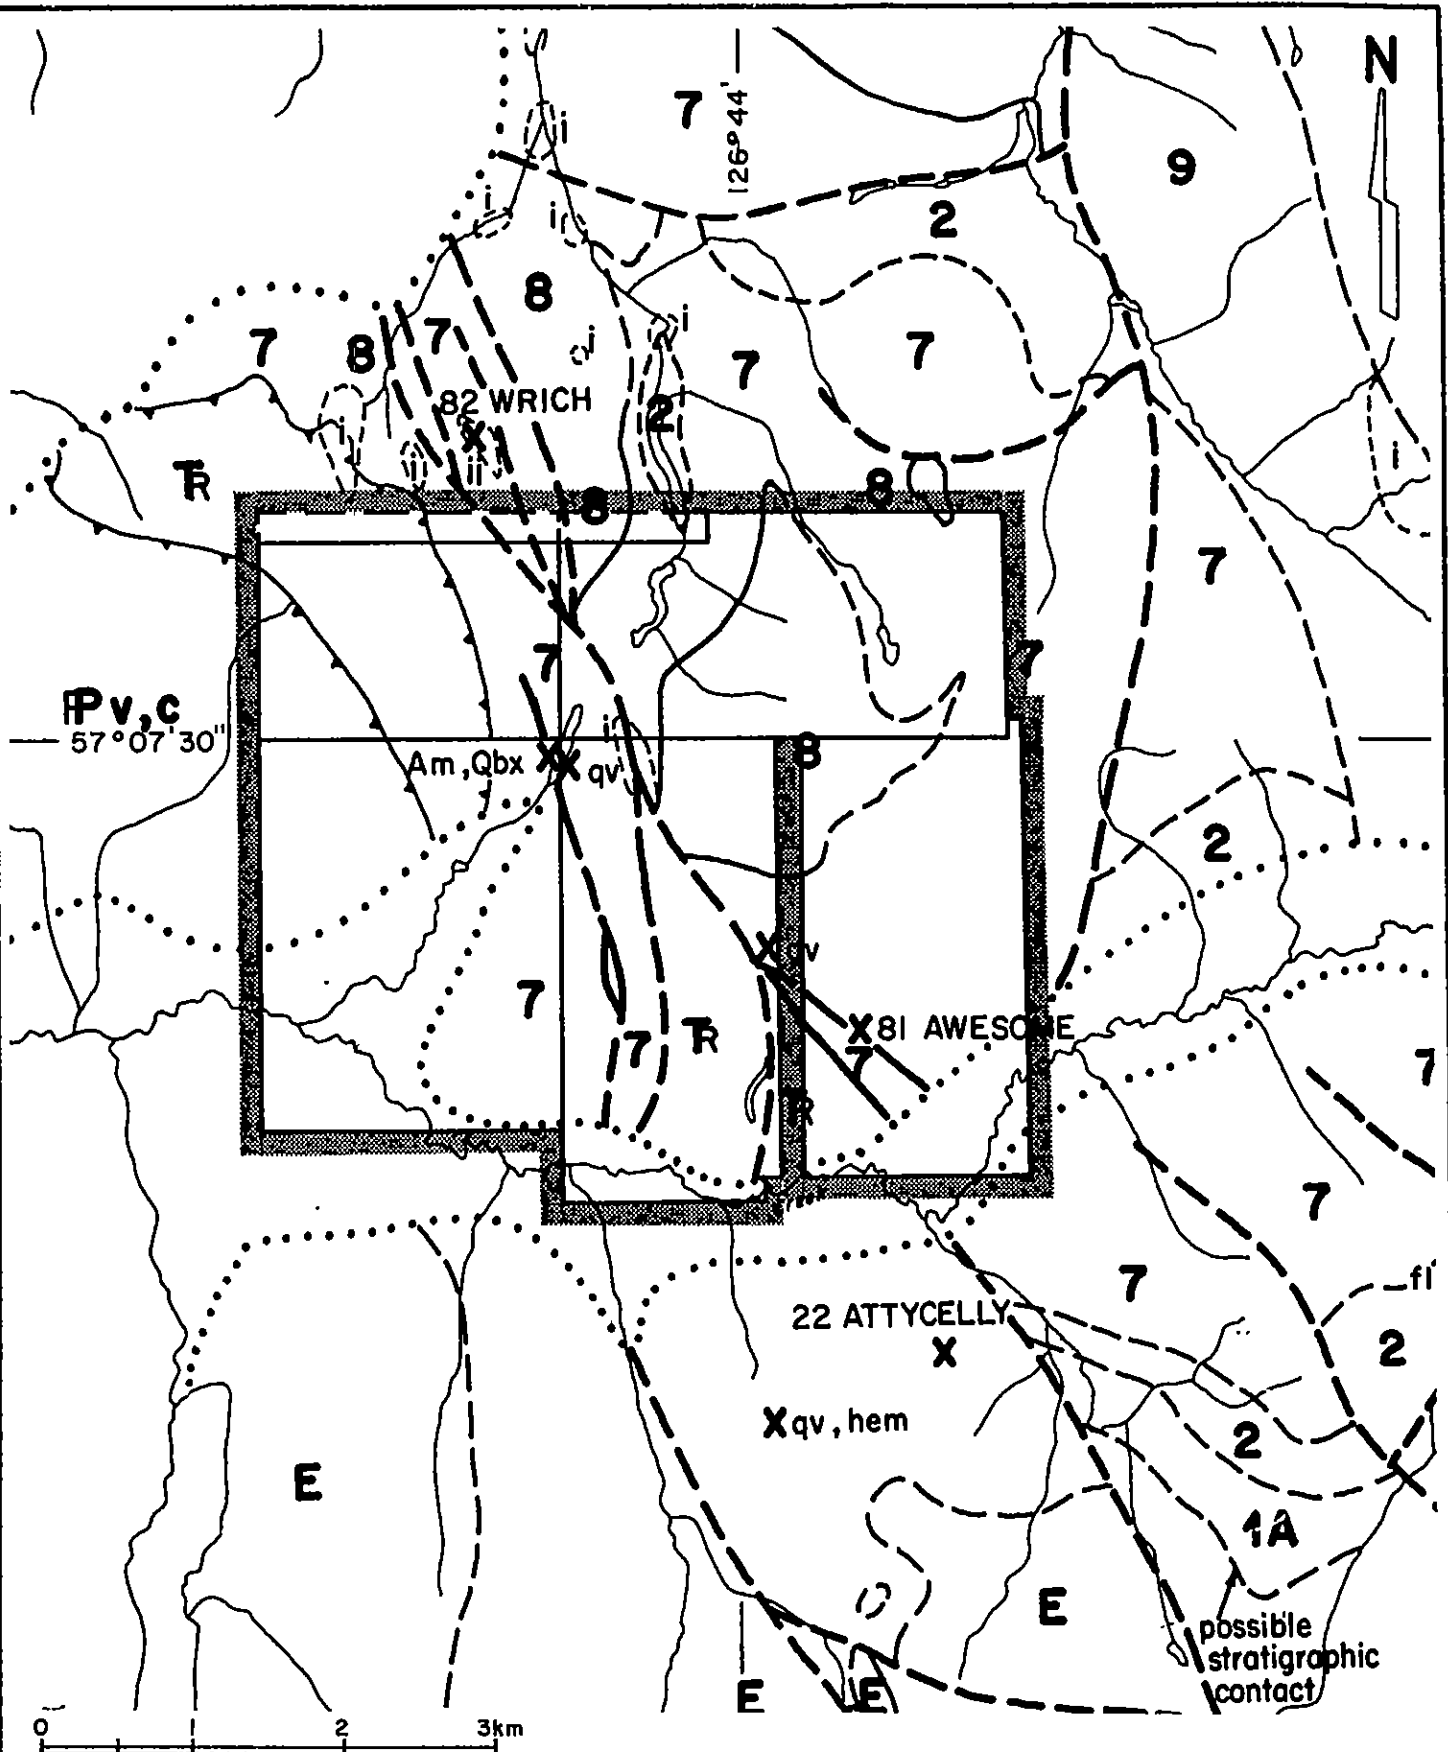 N
7
126° 44'
i
9
i
i
2
8
i
i
7
8
7
7
7
82 WRICH
2
i
i
i
ii
TR
8
8
7
7
7
PP v,c
57°07'30"
i
8
Am,Qbx
qv
2
qv
7
7
TR
81 AWESOME
7
7
TR
7
7
fl
22 ATTYCELLY
2
qv, hem
2
E
1A
E
possible
stratigraphic
contact
E
E
0
1
2
3km